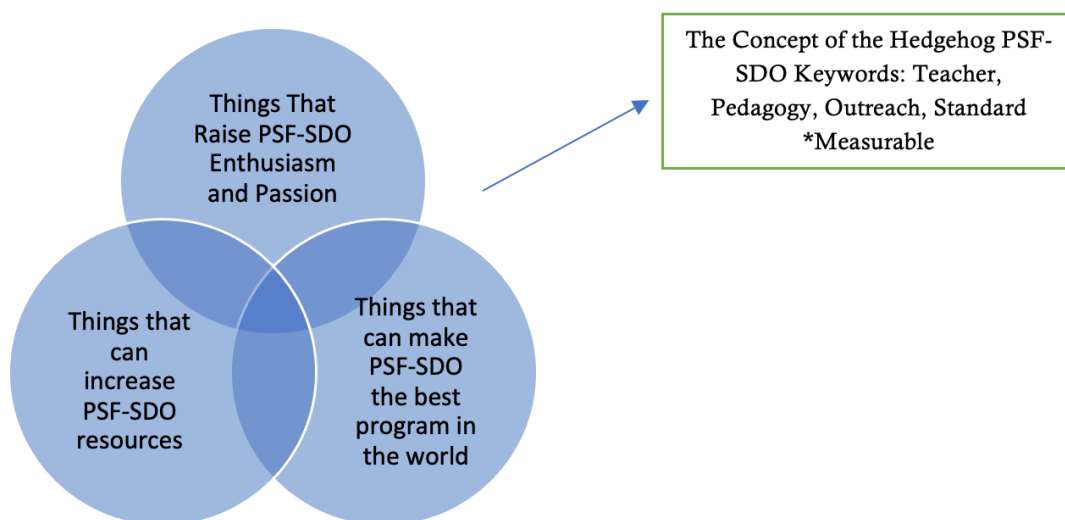 Things That
Raise PSF-SDO
Enthusiasm
and Passion
The Concept of the Hedgehog PSF-
SDO Keywords: Teacher,
Pedagogy, Outreach, Standard
*Measurable
Things that
can
increase
PSF-SDO
resources
Things that
can make
PSF-SDO
the best
program in
the world